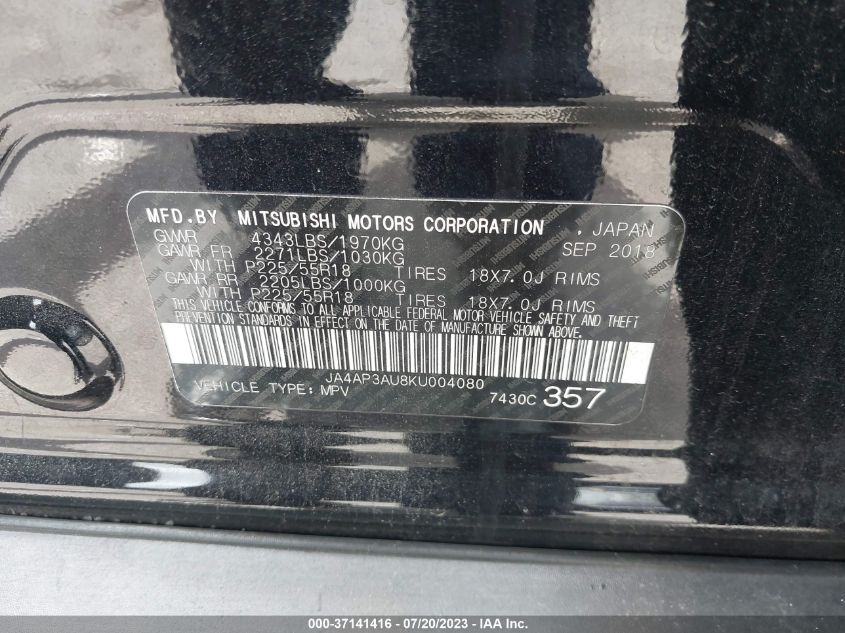 MFD.BY MITSUBISHI MOTORS CORPORATION , JAPAN
GVWR 4343LBS/1970KG SEP 2018
GAWR FR 2271LBS/1030KG
WITH P225/55R18 TIRES 18X7.0J RIMS
GAWR RR 2205LBS/1000KG
WITH P225/55R18 TIRES 18X7.0J RIMS
THIS VEHICLE CONFORMS TO ALL APPLICABLE FEDERAL MOTOR VEHICLE SAFETY AND THEFT
PREVENTION STANDARDS IN EFFECT ON THE DATE OF MANUFACTURE SHOWN ABOVE.
JA4AP3AU8KU004080
VEHICLE TYPE: MPV 7430C 357
000-37141416 - 07/20/2023 - IAA Inc.